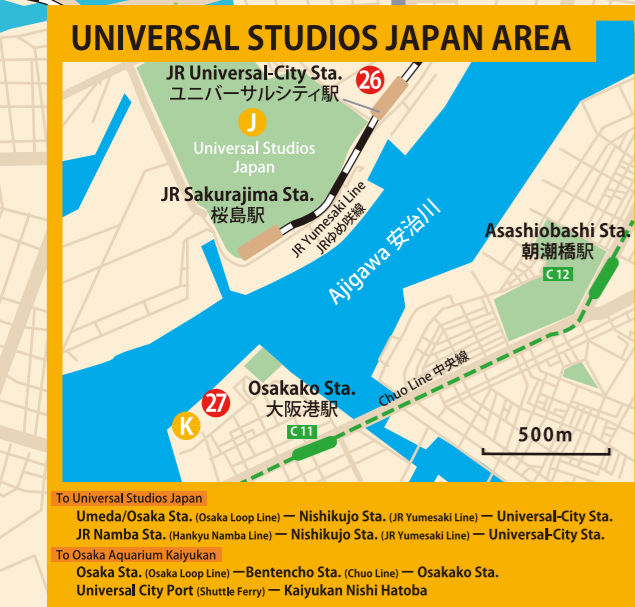 UNIVERSAL STUDIOS JAPAN AREA
JR Universal-City Sta.
ユニバーサルシティ駅
26
J
Universal Studios
Japan
JR Sakurajima Sta.
桜島駅
JR Yumesaki Line
JRゆめ咲線
Ajigawa 安治川
Asashiobashi Sta.
朝潮橋駅
C 12
Chuo Line 中央線
Osakako Sta.
大阪港駅
C 11
27
K
500m
To Universal Studios Japan
Umeda/Osaka Sta. (Osaka Loop Line) — Nishikujo Sta. (JR Yumesaki Line) — Universal-City Sta.
JR Namba Sta. (Hankyu Namba Line) — Nishikujo Sta. (JR Yumesaki Line) — Universal-City Sta.
To Osaka Aquarium Kaiyukan
Osaka Sta. (Osaka Loop Line) —Bentencho Sta. (Chuo Line) — Osakako Sta.
Universal City Port (Shuttle Ferry) — Kaiyukan Nishi Hatoba